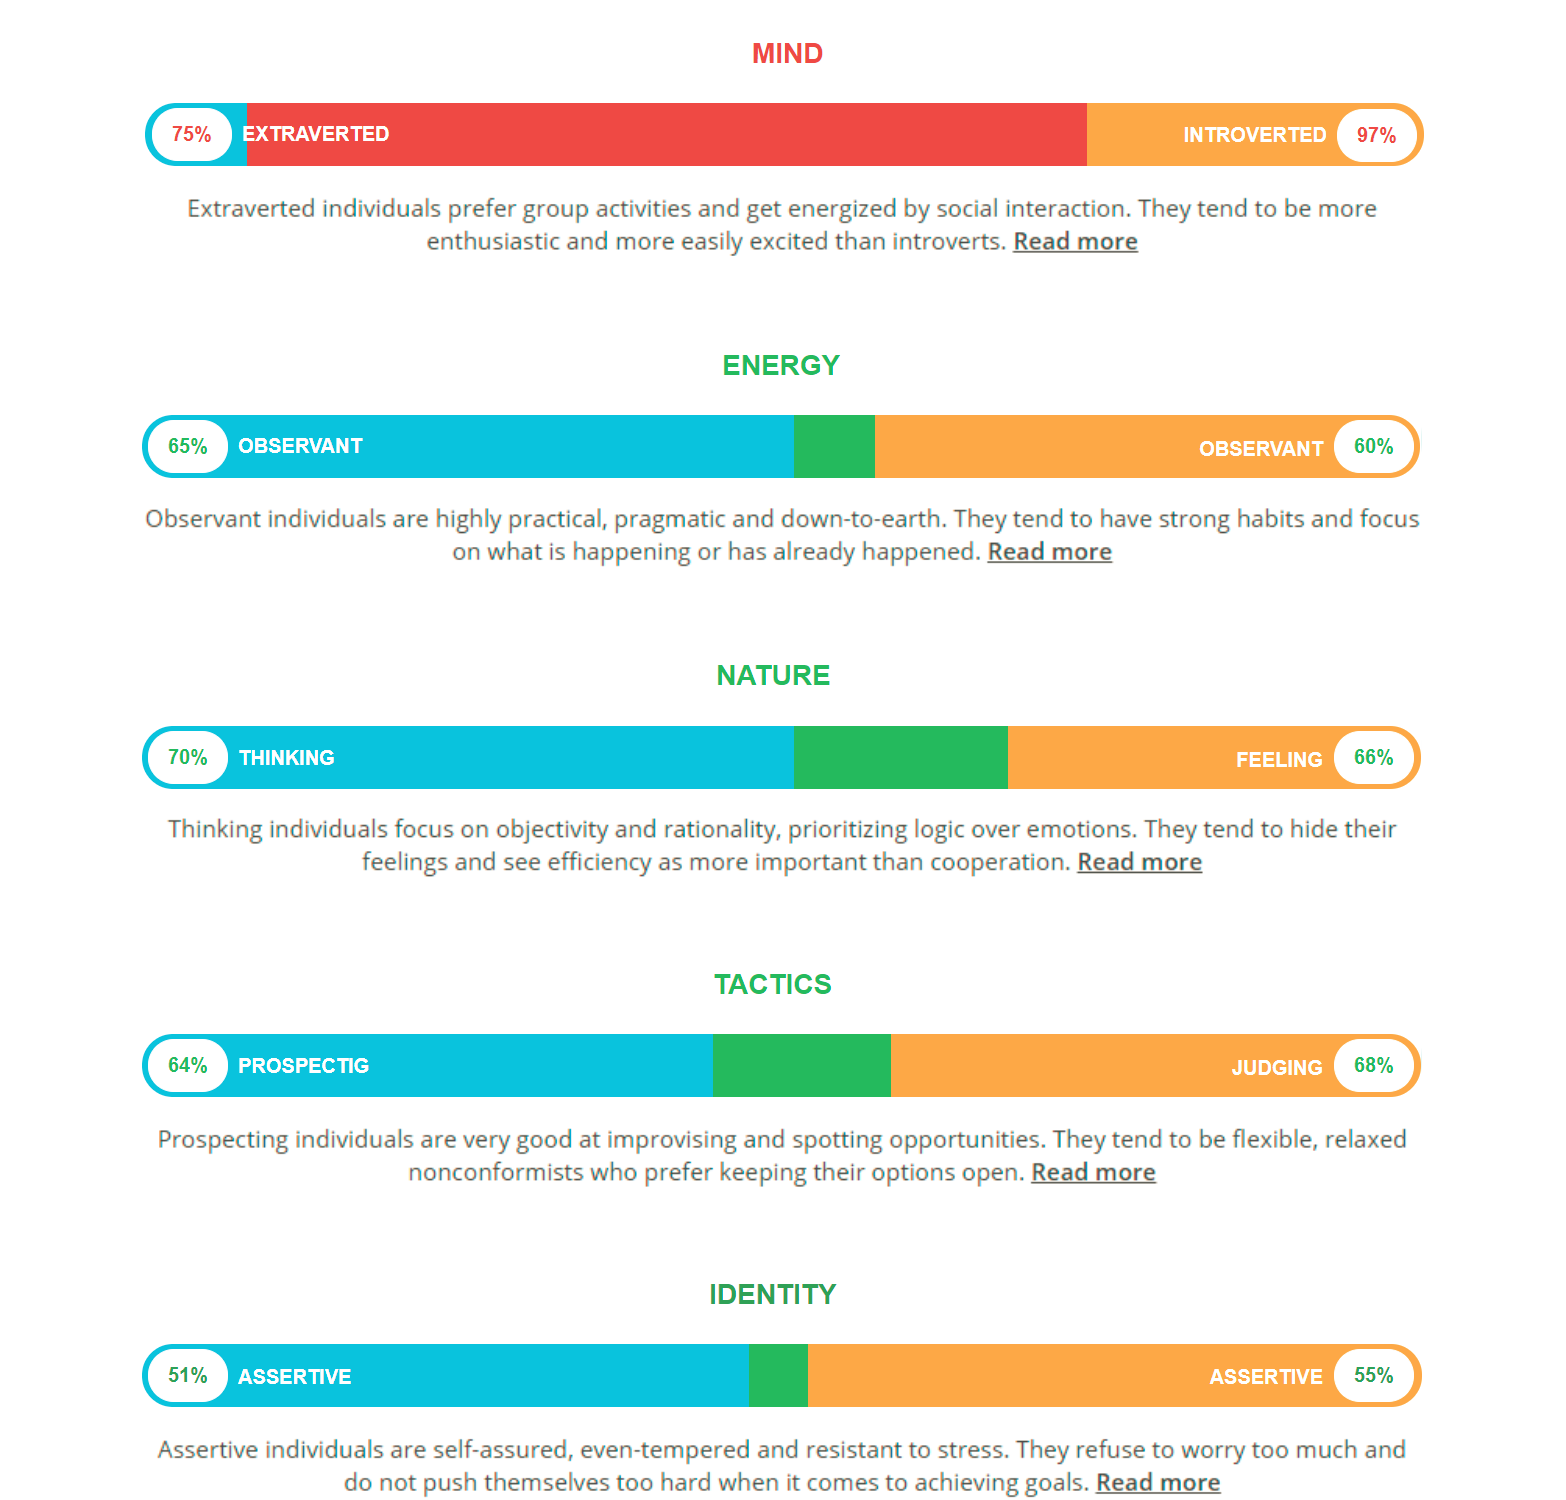 MIND
75% EXTRAVERTED INTROVERTED 97%
Extraverted individuals prefer group activities and get energized by social interaction. They tend to be more
enthusiastic and more easily excited than introverts. Read more
ENERGY
65% OBSERVANT OBSERVANT 60%
Observant individuals are highly practical, pragmatic and down-to-earth. They tend to have strong habits and focus
on what is happening or has already happened. Read more
NATURE
70% THINKING FEELING 66%
Thinking individuals focus on objectivity and rationality, prioritizing logic over emotions. They tend to hide their
feelings and see efficiency as more important than cooperation. Read more
TACTICS
64% PROSPECTIG JUDGING 68%
Prospecting individuals are very good at improvising and spotting opportunities. They tend to be flexible, relaxed
nonconformists who prefer keeping their options open. Read more
IDENTITY
51% ASSERTIVE ASSERTIVE 55%
Assertive individuals are self-assured, even-tempered and resistant to stress. They refuse to worry too much and
do not push themselves too hard when it comes to achieving goals. Read more